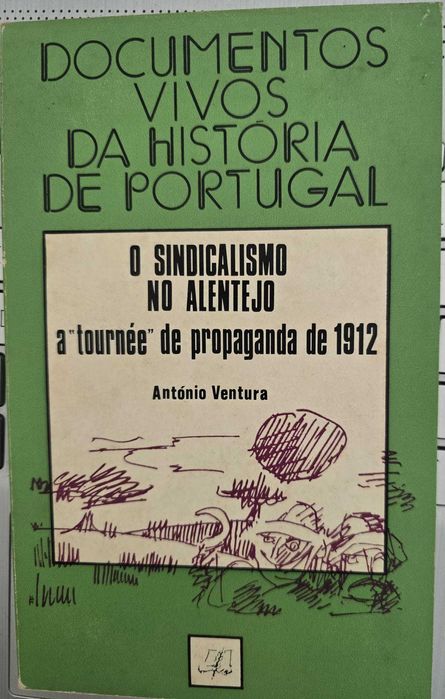 DOCUMENTOS
VIVOS
DA HISTÓRIA
DE PORTUGAL
O SINDICALISMO
NO ALENTEJO
a "tournée" de propaganda de 1912
António Ventura